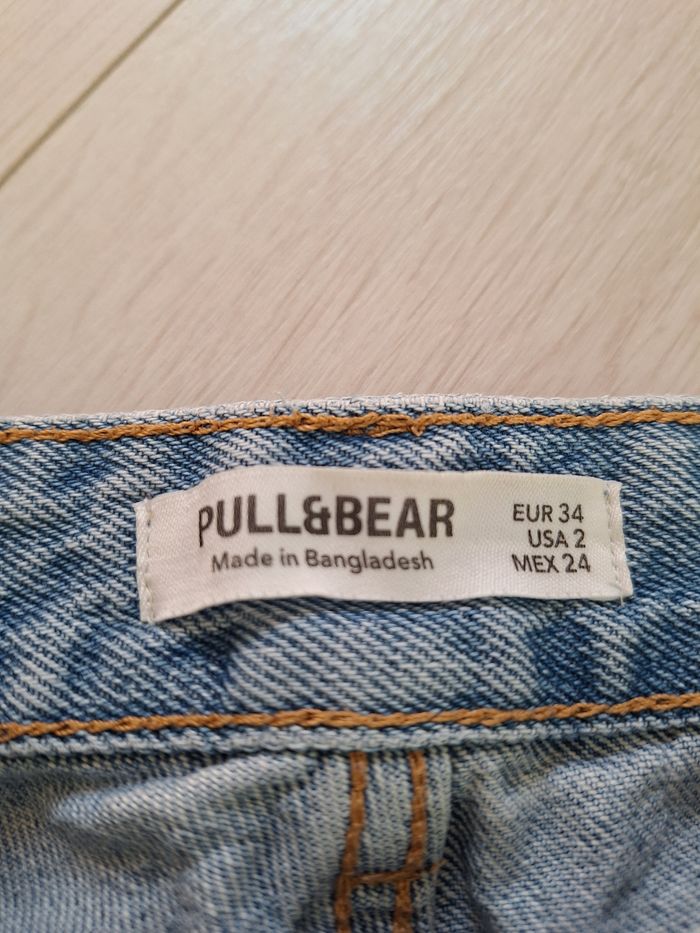 PULL&BEAR
Made in Bangladesh
EUR 34
USA 2
MEX 24